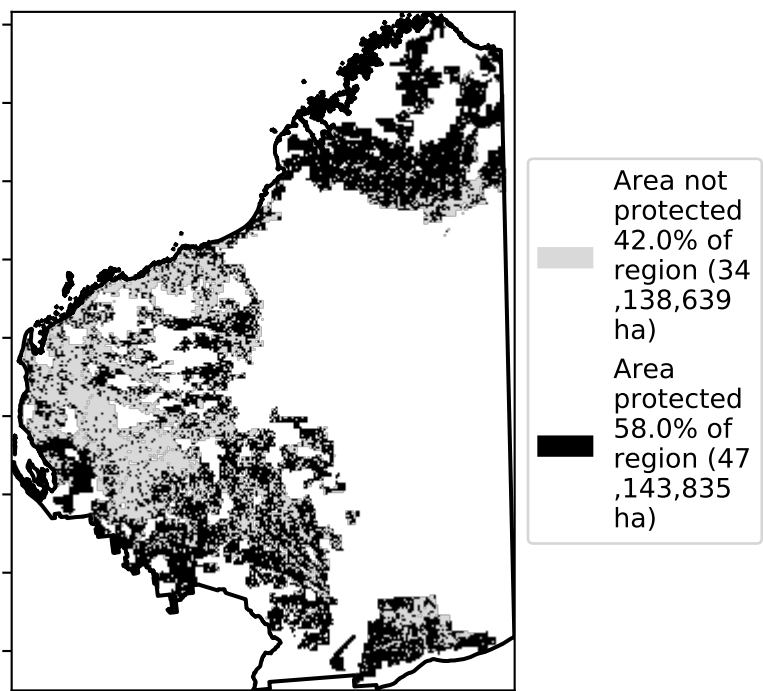 Area not
protected
42.0% of
region (34
,138,639
ha)
Area
protected
58.0% of
region (47
,143,835
ha)